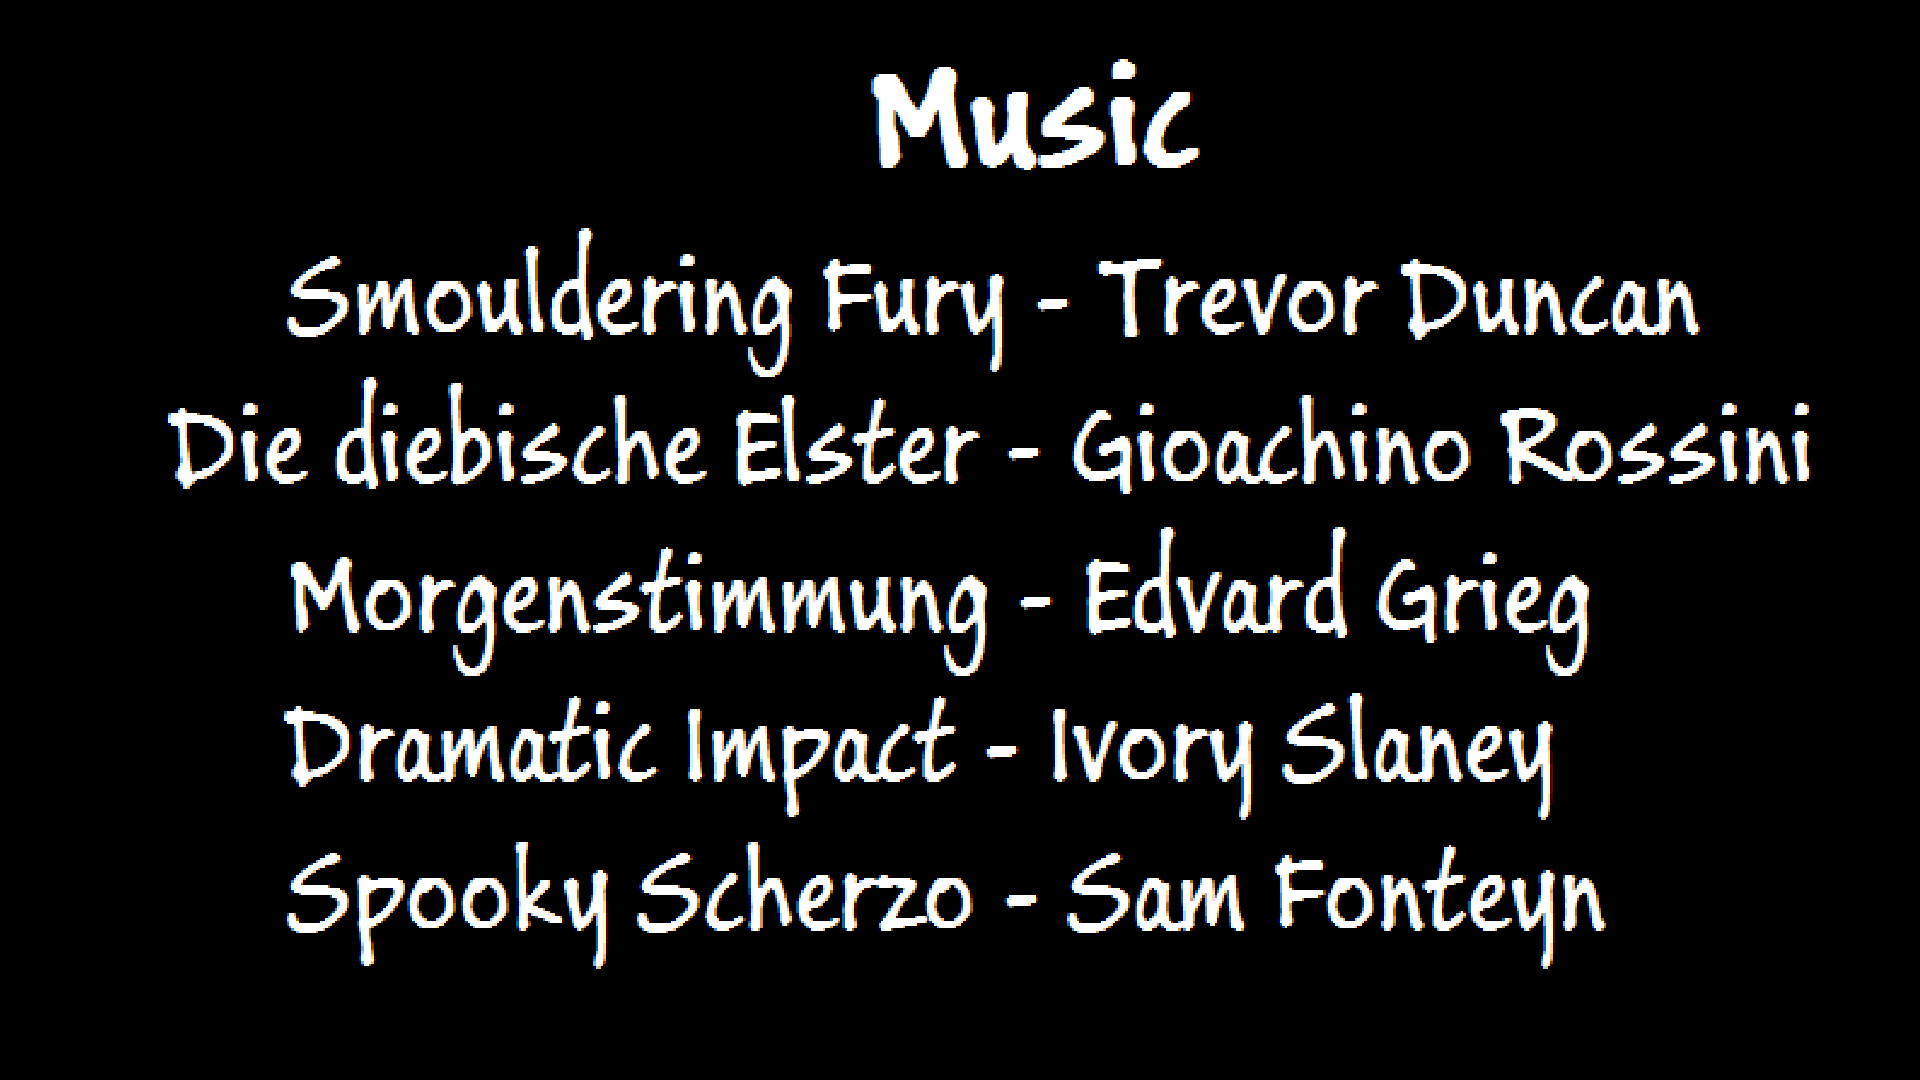 Music
Smouldering Fury - Trevor Duncan
Die diebische Elster - Gioachino Rossini
Morgenstimmung - Edvard Grieg
Dramatic Impact - Ivory Slaney
Spooky Scherzo - Sam Fonteyn